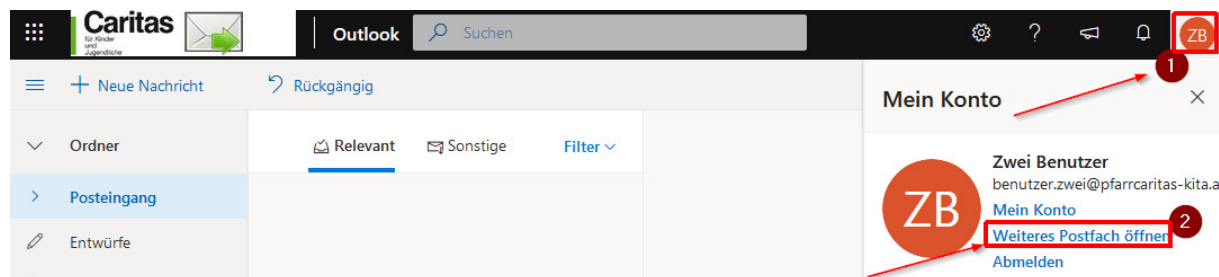 Caritas
für Kinder
und
Jugendliche
Outlook
Suchen
ZB
1
Neue Nachricht
Rückgängig
Mein Konto
Ordner
Relevant
Sonstige
Filter
Posteingang
Entwürfe
ZB
Zwei Benutzer
benutzer.zwei@pfarrcaritas-kita.a
Mein Konto
Weiteres Postfach öffnen
2
Abmelden